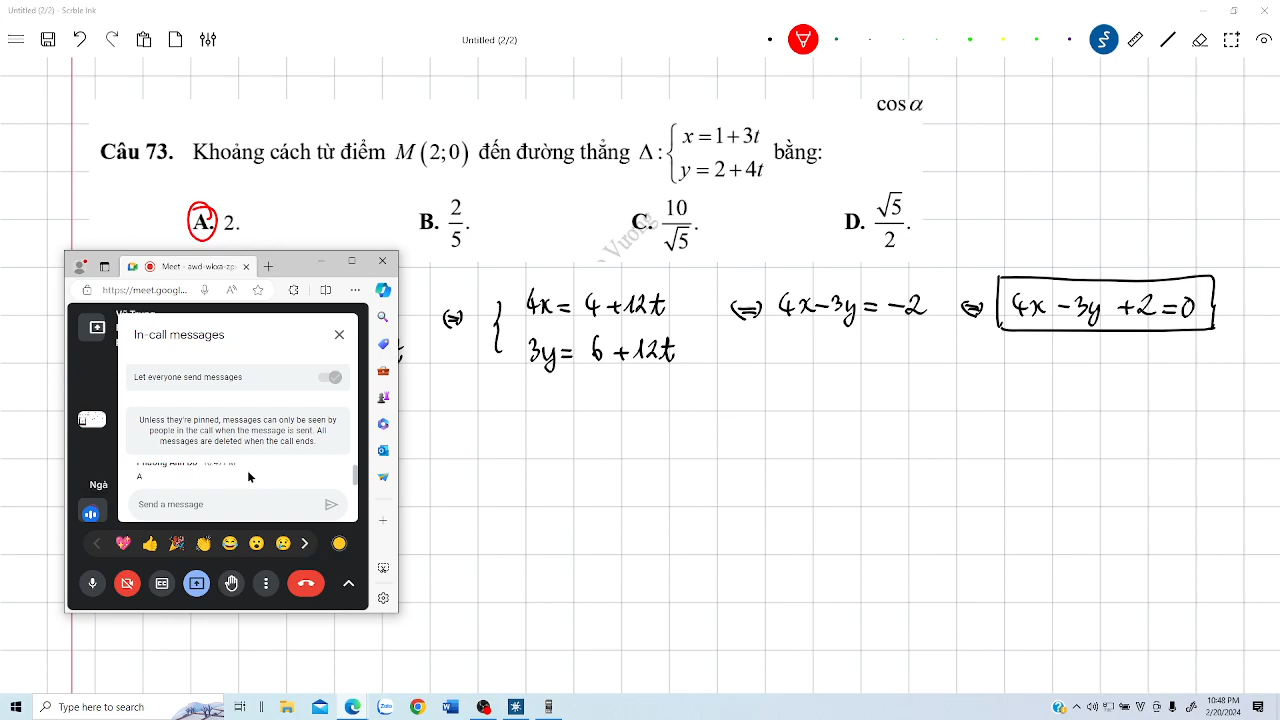 Untitled (2/2) - Scrble Ink
Untitled (2/2)
cos α
Câu 73. Khoảng cách từ điểm M(2;0) đến đường thẳng Δ: { x = 1 + 3t
y = 2 + 4t bằng:
A. 2. B. 2/5. C. 10/√5. D. √5/2.
Vuong
⇔ { 4x = 4 + 12t ⇔ 4x - 3y = -2 ⇔ 4x - 3y + 2 = 0
3y = 6 + 12t
t
Meet - awd-wkxa-zp
https://meet.googl...
In-call messages
Let everyone send messages
Unless they're pinned, messages can only be seen by
people in the call when the message is sent. All
messages are deleted when the call ends.
A
Ngà
Send a message
Type here to search
Zalo
10:48 PM
2/20/2024